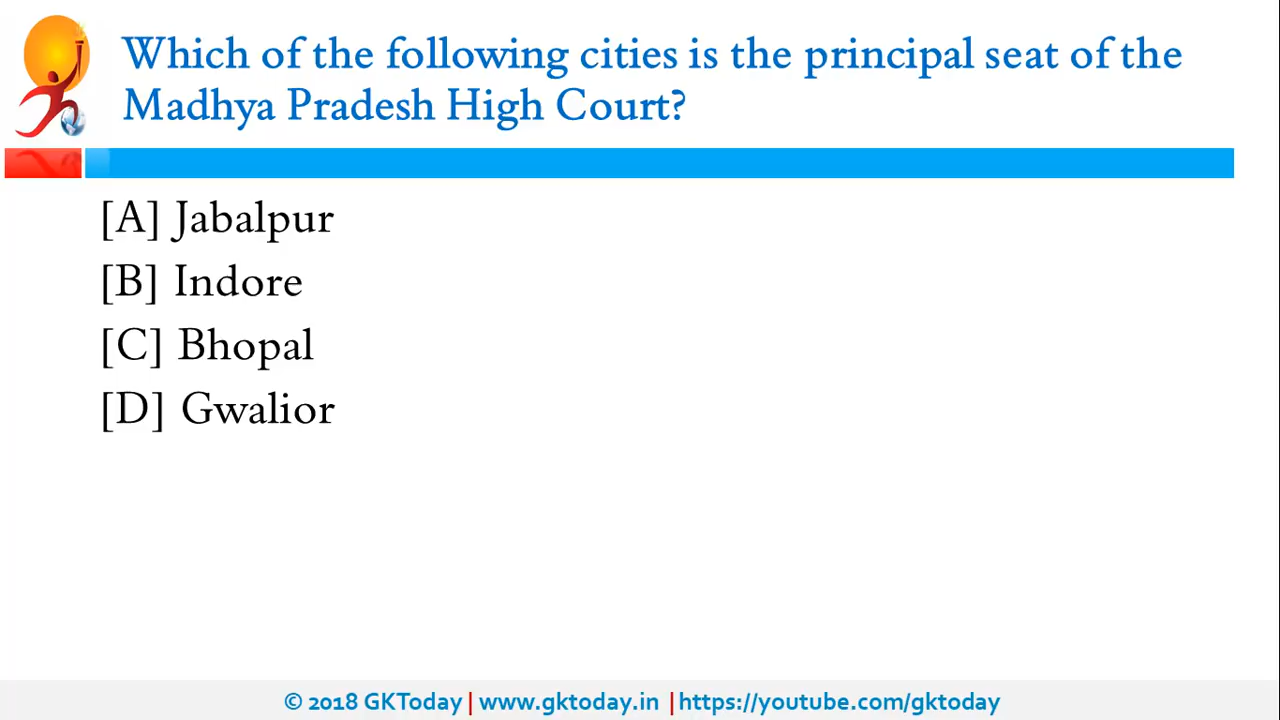 Which of the following cities is the principal seat of the
Madhya Pradesh High Court?
[A] Jabalpur
[B] Indore
[C] Bhopal
[D] Gwalior
© 2018 GKToday | www.gktoday.in | https://youtube.com/gktoday